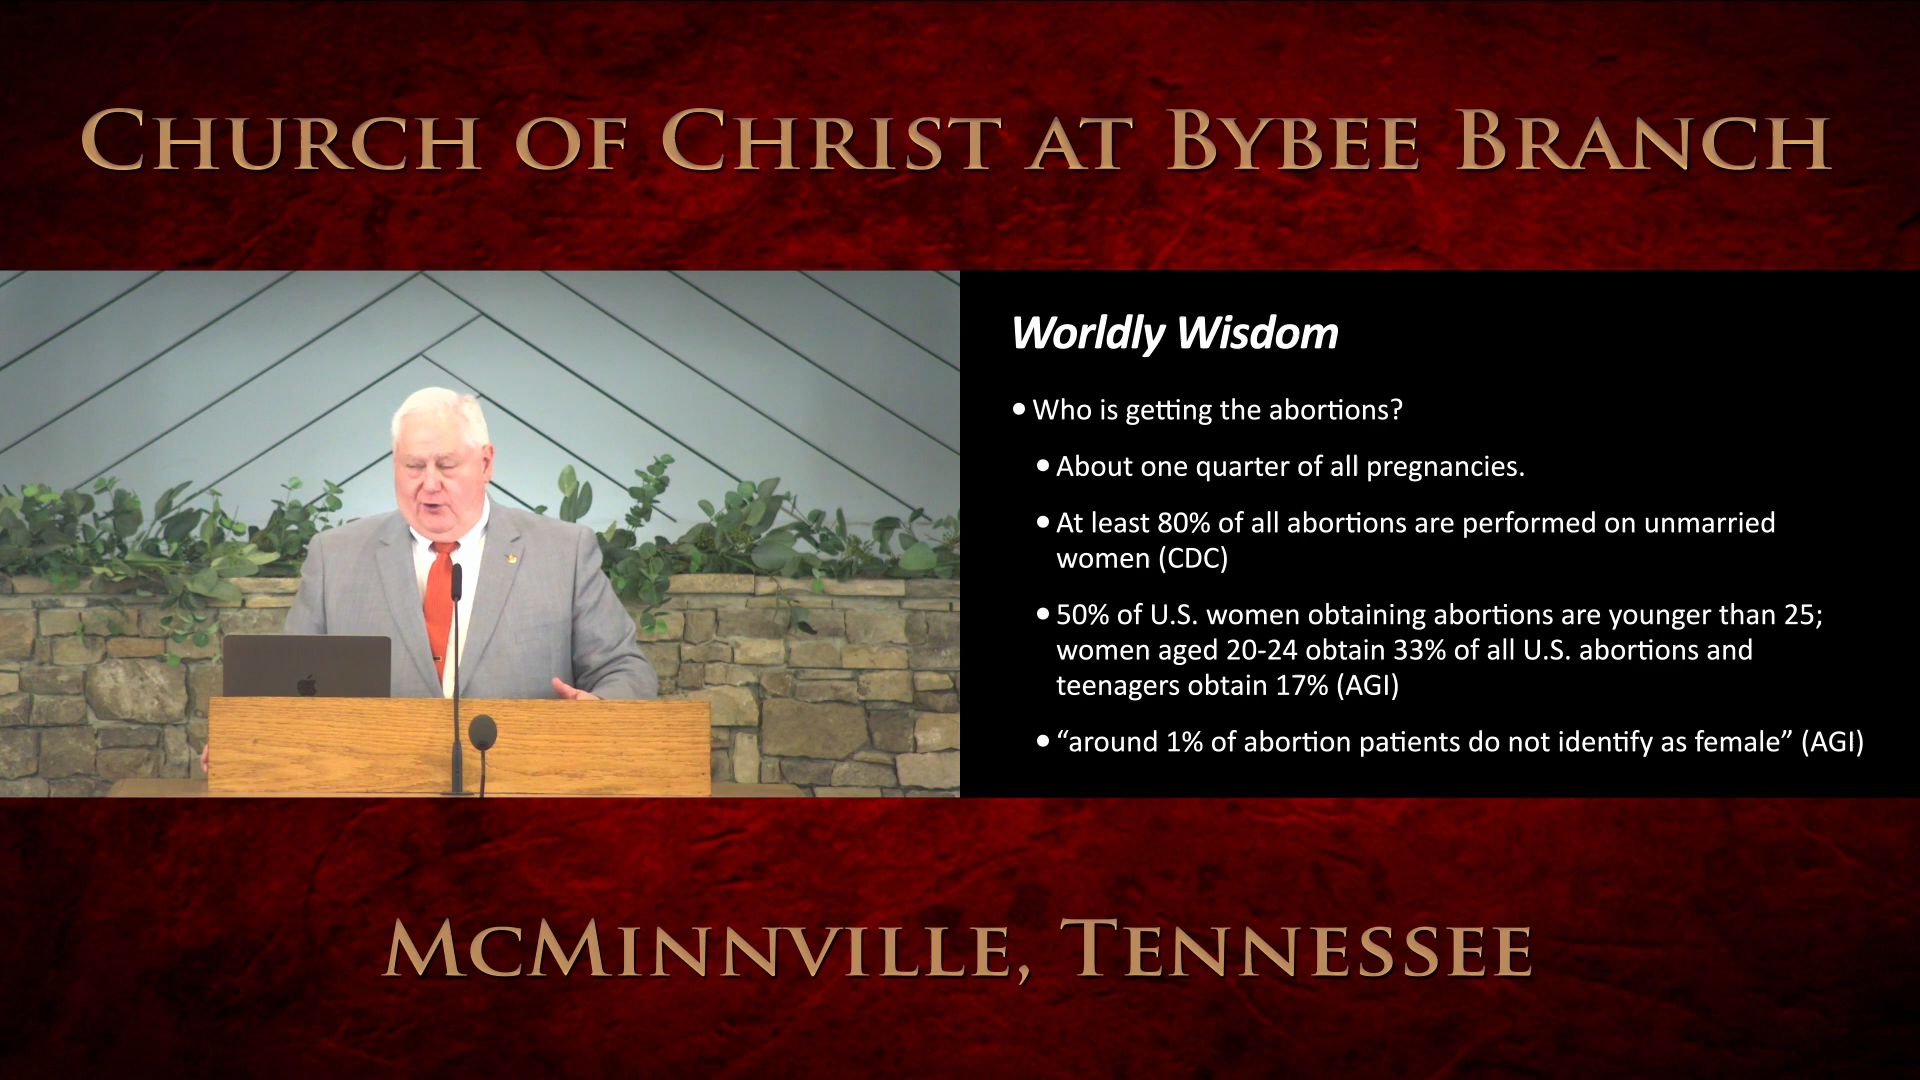 Church of Christ at Bybee Branch
Worldly Wisdom
• Who is getting the abortions?
• About one quarter of all pregnancies.
• At least 80% of all abortions are performed on unmarried
women (CDC)
• 50% of U.S. women obtaining abortions are younger than 25;
women aged 20-24 obtain 33% of all U.S. abortions and
teenagers obtain 17% (AGI)
• “around 1% of abortion patients do not identify as female” (AGI)
McMinnville, Tennessee